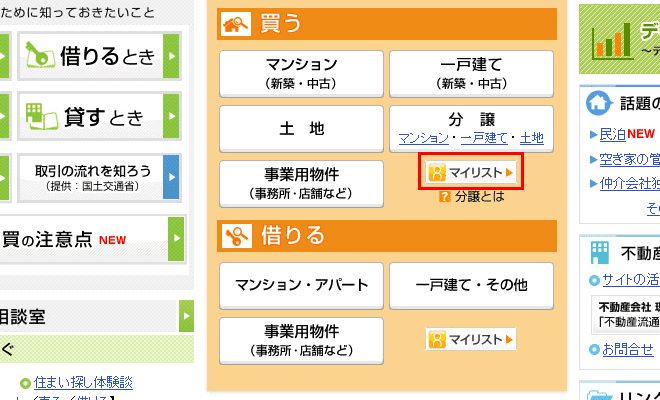 ために知っておきたいこと
借りるとき
貸すとき
取引の流れを知ろう
（提供：国土交通省）
買の注意点 NEW
相談室
ぐ
住まい探し体験談
買う
マンション
（新築・中古）
一戸建て
（新築・中古）
土 地
分 譲
マンション・一戸建て・土地
事業用物件
（事務所・店舗など）
マイリスト
分譲とは
借りる
マンション・アパート
一戸建て・その他
事業用物件
（事務所・店舗など）
マイリスト
デ
～デ
話題の
民泊NEW
空き家の管
仲介会社独
その
不動産
サイトの活
不動産会社
「不動産流通
お問合せ
リンク